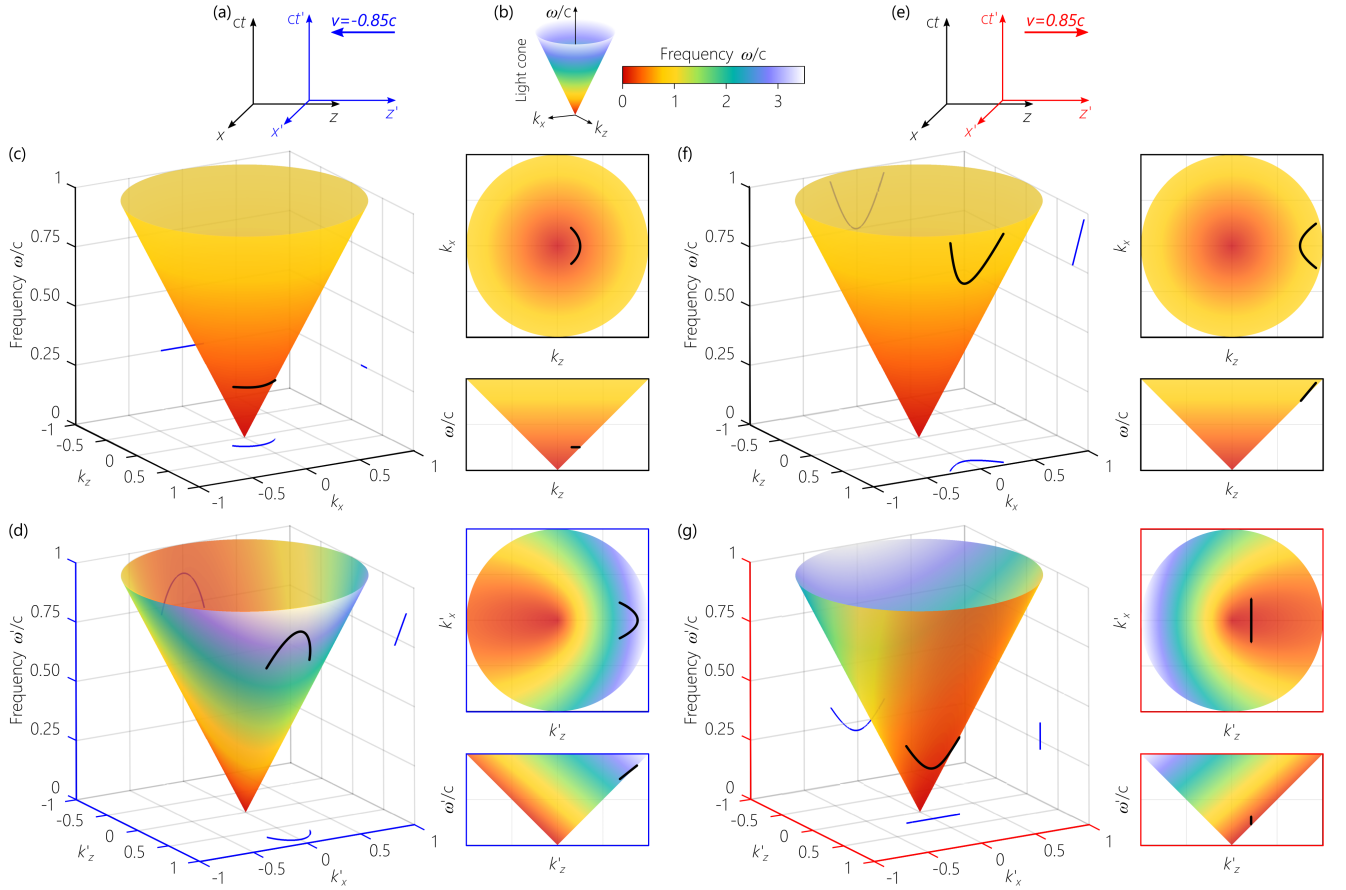 (a)
ct
ct'
v=-0.85c
z
z'
x
x'
(b)
ω/c
Light cone
k_x
k_z
Frequency ω/c
0 1 2 3
(e)
ct
ct'
v=0.85c
z
z'
x
x'
(c)
Frequency ω/c
1
0.75
0.50
0.25
0
-1
-0.5
0
0.5
1
k_z
-1
-0.5
0
0.5
1
k_x
k_x
k_z
ω/c
k_z
(f)
Frequency ω/c
1
0.75
0.50
0.25
0
-1
-0.5
0
0.5
1
k_z
-1
-0.5
0
0.5
1
k_x
k_x
k_z
ω/c
k_z
(d)
Frequency ω'/c
1
0.75
0.50
0.25
0
-1
-0.5
0
0.5
1
k'_z
-1
-0.5
0
0.5
1
k'_x
k'_x
k'_z
ω'/c
k'_z
(g)
Frequency ω'/c
1
0.75
0.50
0.25
0
-1
-0.5
0
0.5
1
k'_z
-1
-0.5
0
0.5
1
k'_x
k'_x
k'_z
ω'/c
k'_z